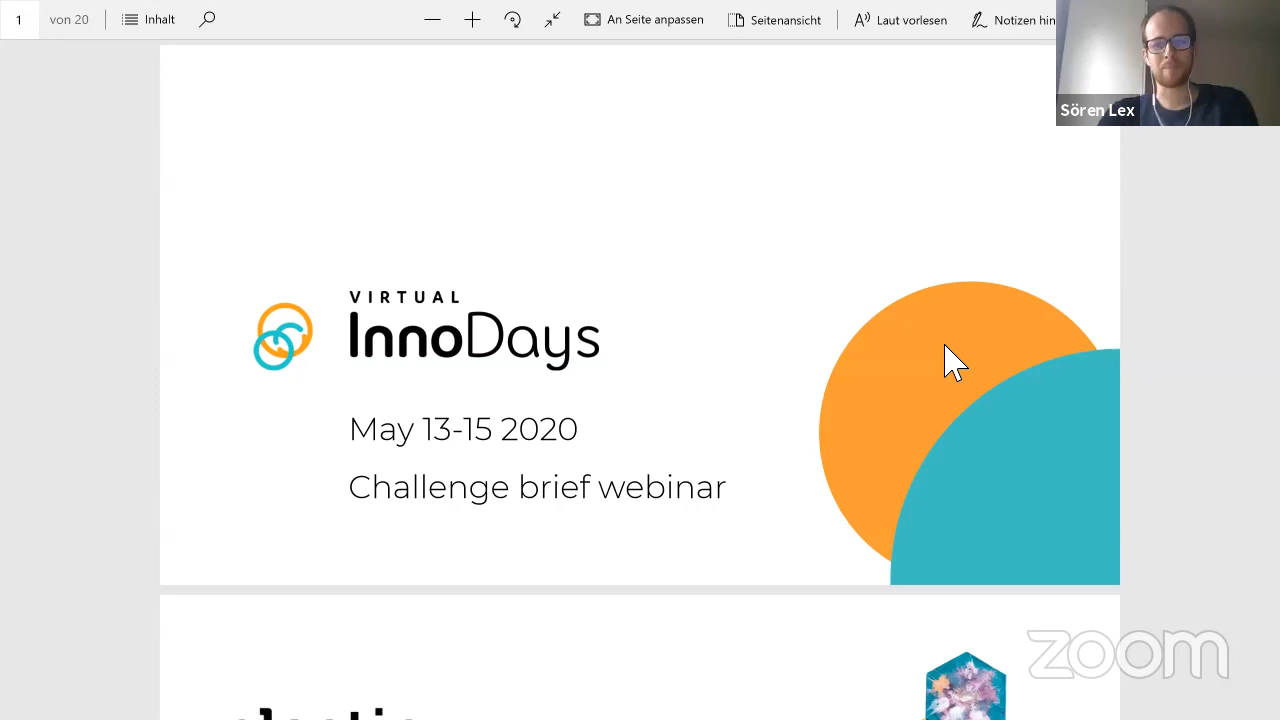 1 von 20 Inhalt An Seite anpassen Seitenansicht Laut vorlesen Notizen hin
Sören Lex
VIRTUAL
InnoDays
May 13-15 2020
Challenge brief webinar
zoom